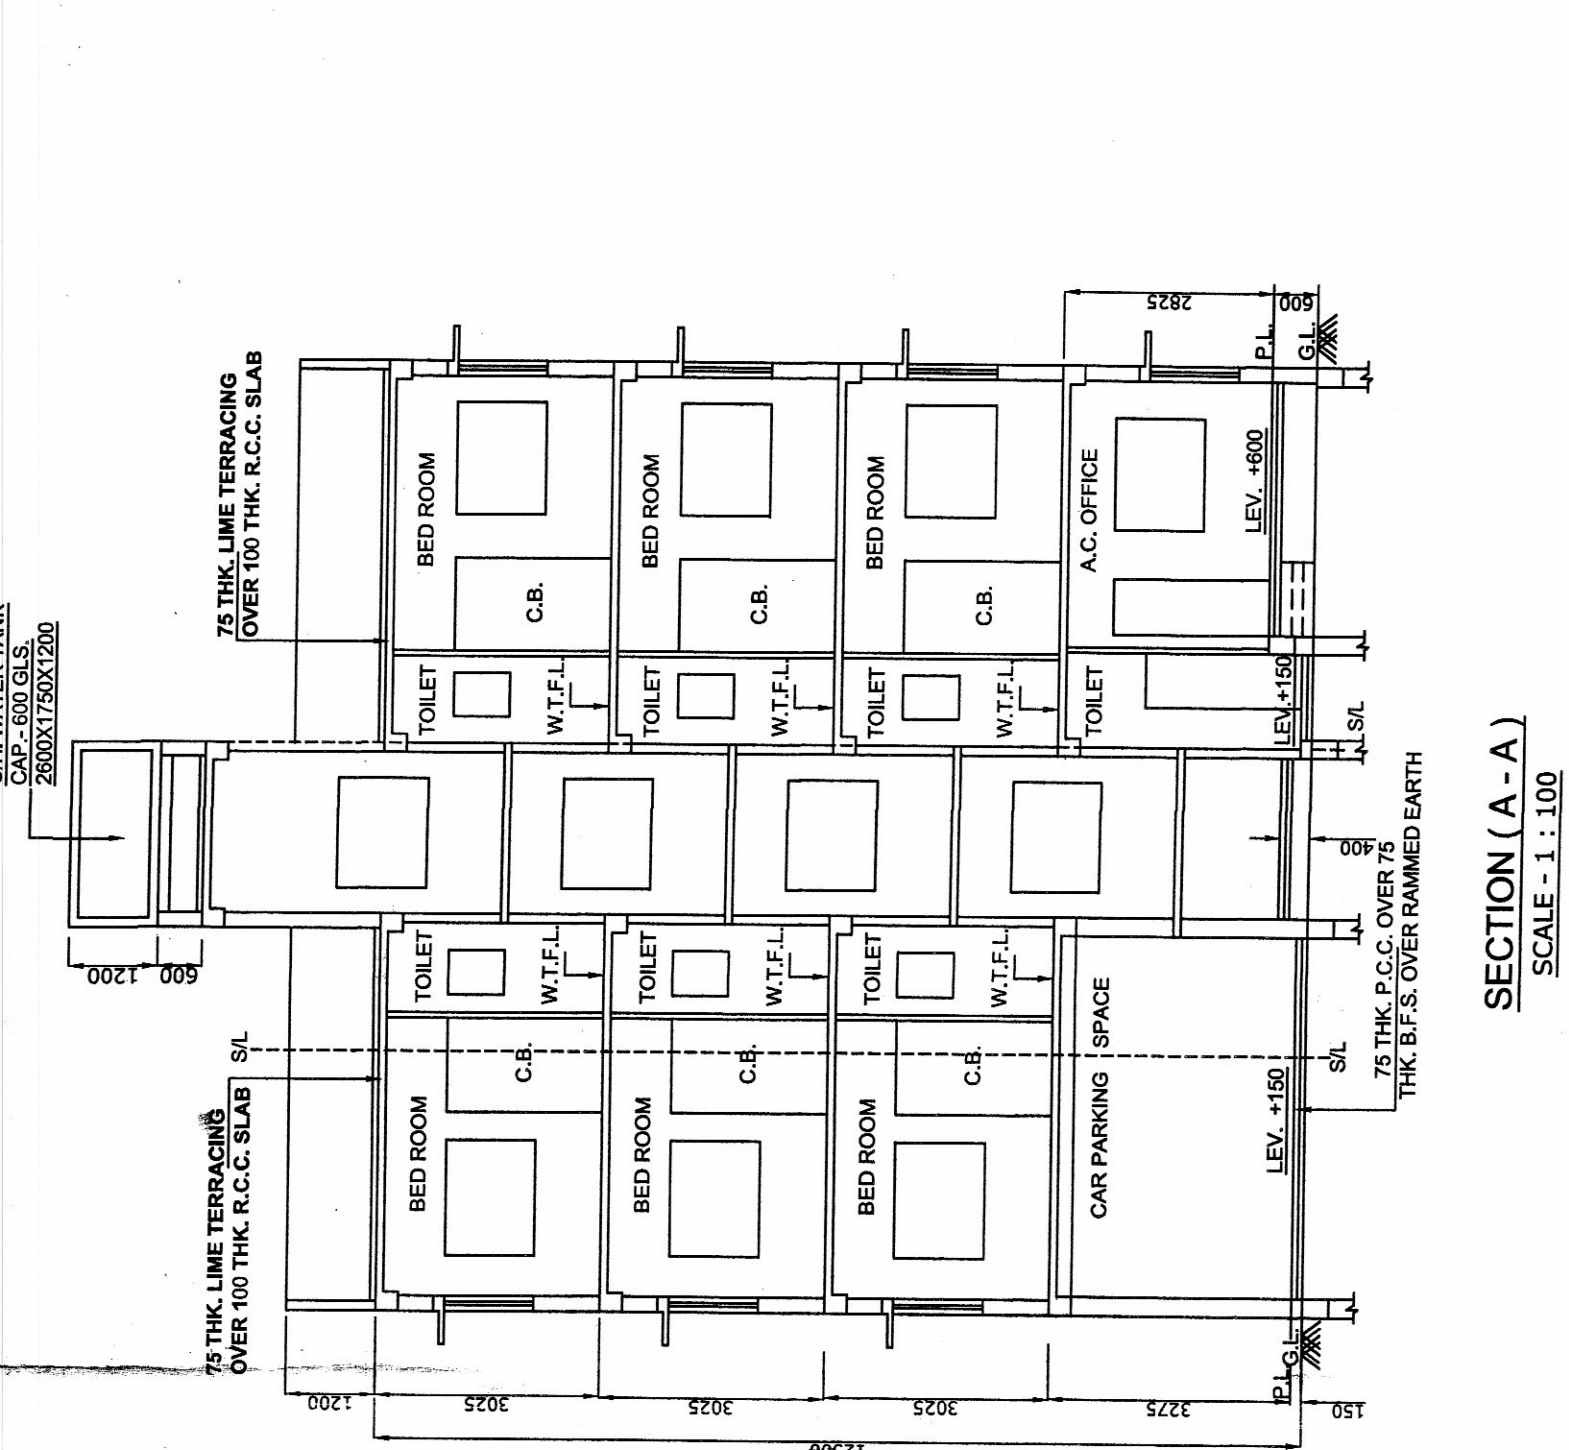 CAP.- 600 GLS.
2600X1750X1200
75 THK. LIME TERRACING
OVER 100 THK. R.C.C. SLAB
75 THK. LIME TERRACING
OVER 100 THK. R.C.C. SLAB
1200
600
S/L
BED ROOM
C.B.
TOILET
W.T.F.L.
TOILET
W.T.F.L.
C.B.
BED ROOM
BED ROOM
C.B.
TOILET
W.T.F.L.
TOILET
W.T.F.L.
C.B.
BED ROOM
BED ROOM
C.B.
TOILET
W.T.F.L.
TOILET
W.T.F.L.
C.B.
BED ROOM
CAR PARKING SPACE
LEV. +150
TOILET
LEV.+150
A.C. OFFICE
LEV. +600
1200
3025
3025
3025
3275
150
2825
600
P.L.
G.L.
P.L.
G.L.
S/L
S/L
400
75 THK. P.C.C. OVER 75
THK. B.F.S. OVER RAMMED EARTH
SECTION ( A - A )
SCALE - 1 : 100